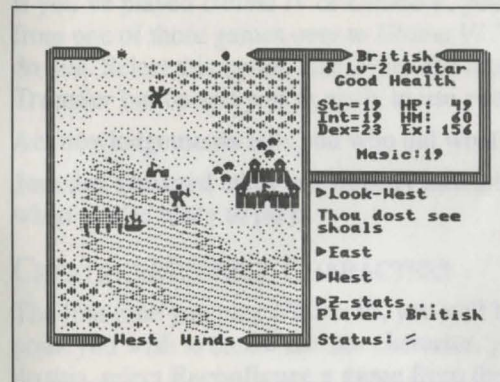 British
Lv-2 Avatar
Good Health
Str=19 HP: 49
Int=19 HM: 60
Dex=23 Ex: 156
Magic:19
Look-West
Thou dost see
shoals
East
West
Z-stats...
Player: British
Status:
West Winds